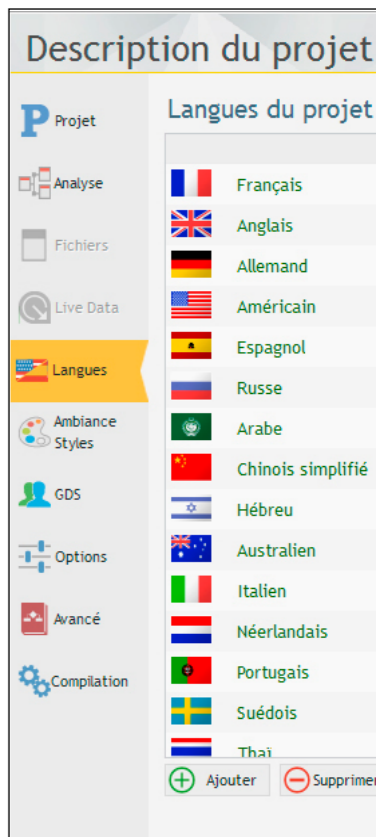 Description du projet
Projet
Analyse
Fichiers
Live Data
Langues
Ambiance
Styles
GDS
Options
Avancé
Compilation
Langues du projet
Français
Anglais
Allemand
Américain
Espagnol
Russe
Arabe
Chinois simplifié
Hébreu
Australien
Italien
Néerlandais
Portugais
Suédois
Thaï
Ajouter
Supprimer